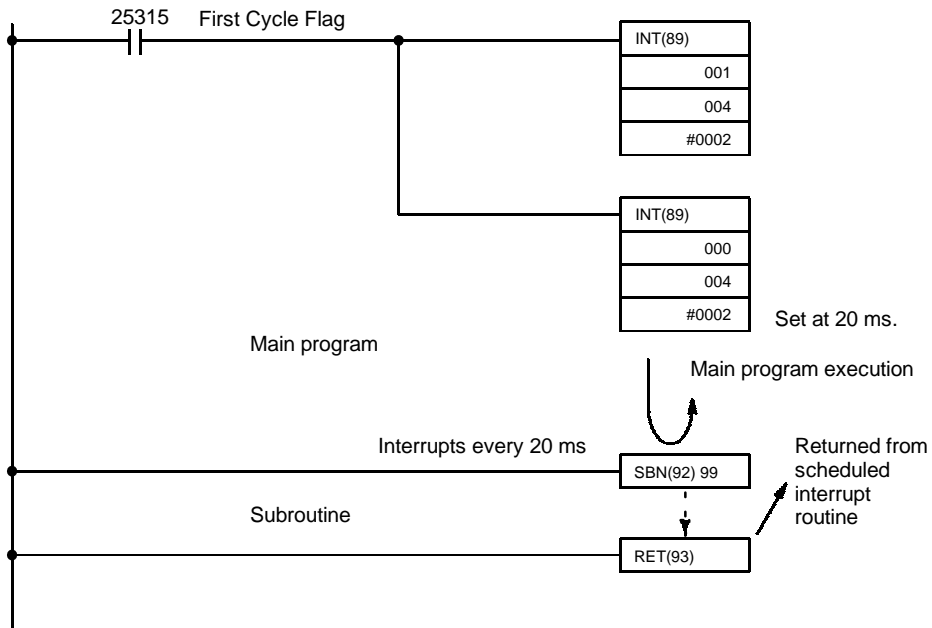 25315
First Cycle Flag
INT(89)
001
004
#0002
INT(89)
000
004
#0002
Set at 20 ms.
Main program
Main program execution
Interrupts every 20 ms
SBN(92) 99
Returned from
scheduled
interrupt
routine
Subroutine
RET(93)